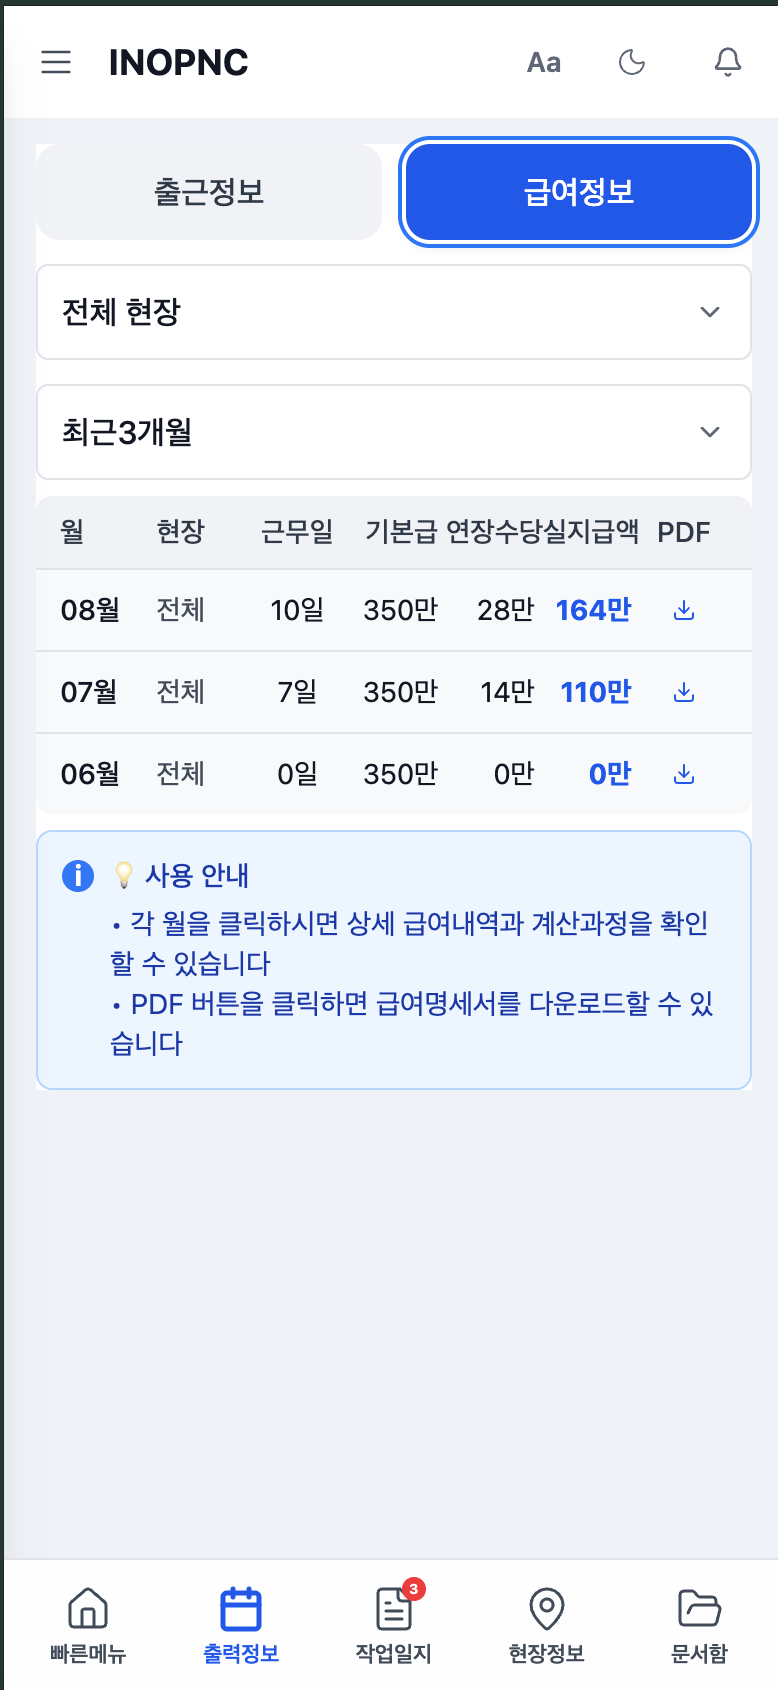 INOPNC Aa
출근정보 급여정보
전체 현장
최근3개월
월 현장 근무일 기본급 연장수당 실지급액 PDF
08월 전체 10일 350만 28만 164만
07월 전체 7일 350만 14만 110만
06월 전체 0일 350만 0만 0만
💡 사용 안내
• 각 월을 클릭하시면 상세 급여내역과 계산과정을 확인
할 수 있습니다
• PDF 버튼을 클릭하면 급여명세서를 다운로드할 수 있
습니다
3
빠른메뉴 출력정보 작업일지 현장정보 문서함